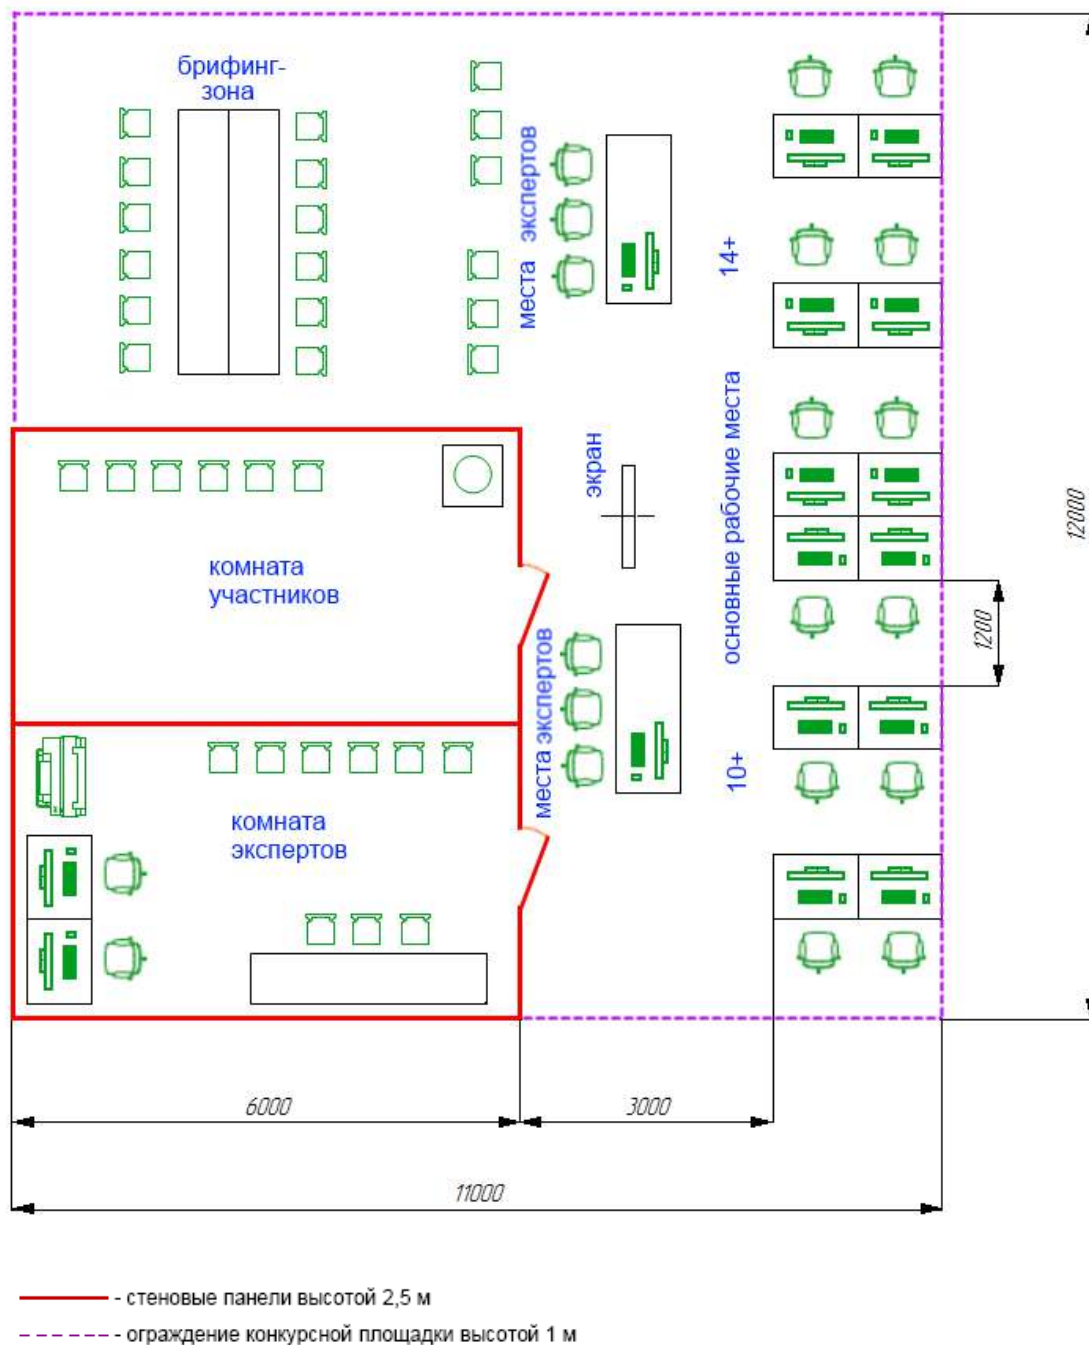 брифинг-
зона
места экспертов
14+
основные рабочие места
экран
12000
комната
участников
1200
места экспертов
10+
комната
экспертов
6000
3000
11000
- стеновые панели высотой 2,5 м
- ограждение конкурсной площадки высотой 1 м